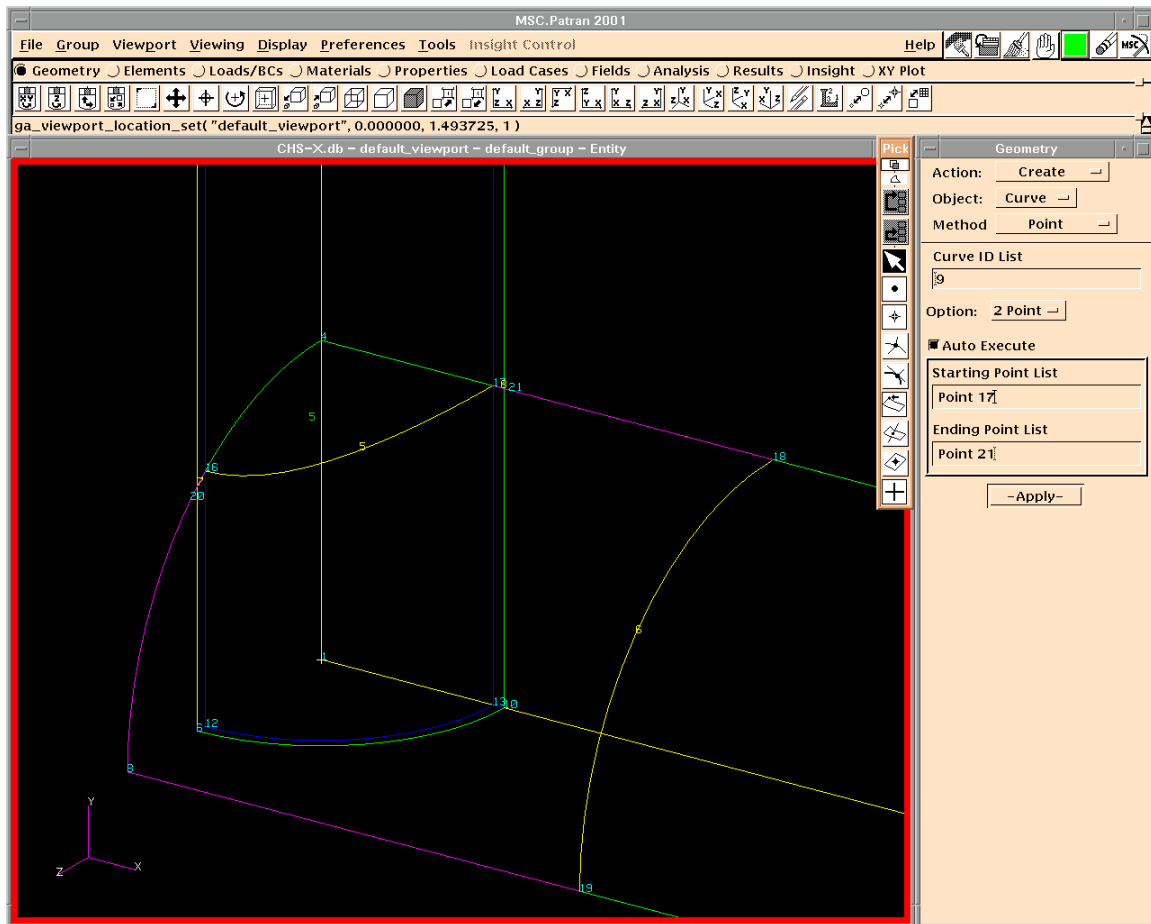 MSC.Patran 2001
File Group Viewport Viewing Display Preferences Tools Insight Control Help
Geometry Elements Loads/BCs Materials Properties Load Cases Fields Analysis Results Insight XY Plot
ga_viewport_location_set( "default_viewport", 0.000000, 1.493725, 1 )
CHS-X.db - default_viewport - default_group - Entity
Pick
Geometry
Action: Create
Object: Curve
Method Point
Curve ID List
9
Option: 2 Point
Auto Execute
Starting Point List
Point 17
Ending Point List
Point 21
-Apply-
4
21
5
5
18
16
7
20
6
1
13
10
12
6
8
19
Y
X
Z